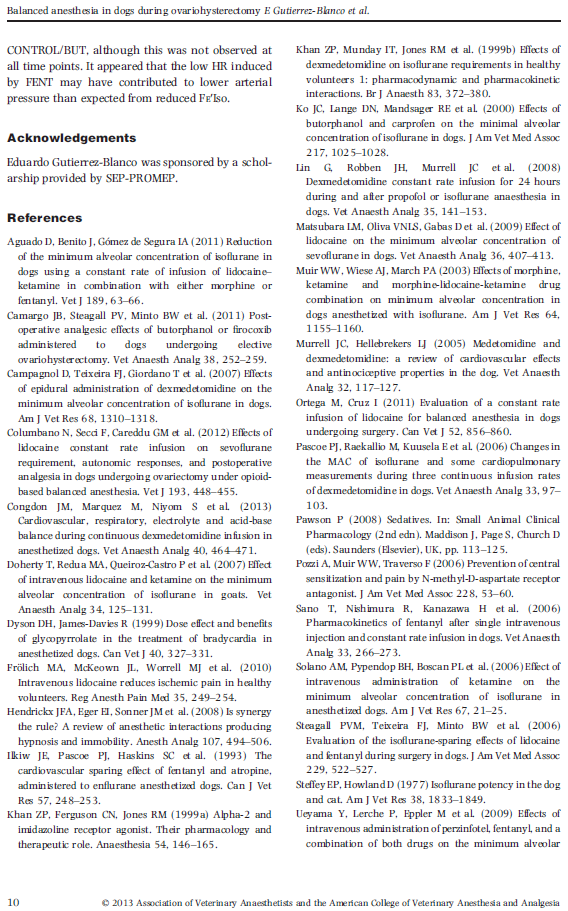 Balanced anesthesia in dogs during ovariohysterectomy E Gutierrez-Blanco et al.
CONTROL/BUT, although this was not observed at
all time points. It appeared that the low HR induced
by FENT may have contributed to lower arterial
pressure than expected from reduced FE′Iso.
Acknowledgements
Eduardo Gutierrez-Blanco was sponsored by a schol-
arship provided by SEP-PROMEP.
References
Aguado D, Benito J, Gómez de Segura IA (2011) Reduction
of the minimum alveolar concentration of isoflurane in
dogs using a constant rate of infusion of lidocaine–
ketamine in combination with either morphine or
fentanyl. Vet J 189, 63–66.
Camargo JB, Steagall PV, Minto BW et al. (2011) Post-
operative analgesic effects of butorphanol or firocoxib
administered to dogs undergoing elective
ovariohysterectomy. Vet Anaesth Analg 38, 252–259.
Campagnol D, Teixeira FJ, Giordano T et al. (2007) Effects
of epidural administration of dexmedetomidine on the
minimum alveolar concentration of isoflurane in dogs.
Am J Vet Res 68, 1310–1318.
Columbano N, Secci F, Careddu GM et al. (2012) Effects of
lidocaine constant rate infusion on sevoflurane
requirement, autonomic responses, and postoperative
analgesia in dogs undergoing ovariectomy under opioid-
based balanced anesthesia. Vet J 193, 448–455.
Congdon JM, Marquez M, Niyom S et al. (2013)
Cardiovascular, respiratory, electrolyte and acid-base
balance during continuous dexmedetomidine infusion in
anesthetized dogs. Vet Anaesth Analg 40, 464–471.
Doherty T, Redua MA, Queiroz-Castro P et al. (2007) Effect
of intravenous lidocaine and ketamine on the minimum
alveolar concentration of isoflurane in goats. Vet
Anaesth Analg 34, 125–131.
Dyson DH, James-Davies R (1999) Dose effect and benefits
of glycopyrrolate in the treatment of bradycardia in
anesthetized dogs. Can Vet J 40, 327–331.
Frölich MA, McKeown JL, Worrell MJ et al. (2010)
Intravenous lidocaine reduces ischemic pain in healthy
volunteers. Reg Anesth Pain Med 35, 249–254.
Hendrickx JFA, Eger EI, Sonner JM et al. (2008) Is synergy
the rule? A review of anesthetic interactions producing
hypnosis and immobility. Anesth Analg 107, 494–506.
Ilkiw JE, Pascoe PJ, Haskins SC et al. (1993) The
cardiovascular sparing effect of fentanyl and atropine,
administered to enflurane anesthetized dogs. Can J Vet
Res 57, 248–253.
Khan ZP, Ferguson CN, Jones RM (1999a) Alpha-2 and
imidazoline receptor agonist. Their pharmacology and
therapeutic role. Anaesthesia 54, 146–165.
Khan ZP, Munday IT, Jones RM et al. (1999b) Effects of
dexmedetomidine on isoflurane requirements in healthy
volunteers 1: pharmacodynamic and pharmacokinetic
interactions. Br J Anaesth 83, 372–380.
Ko JC, Lange DN, Mandsager RE et al. (2000) Effects of
butorphanol and carprofen on the minimal alveolar
concentration of isoflurane in dogs. J Am Vet Med Assoc
217, 1025–1028.
Lin G, Robben JH, Murrell JC et al. (2008)
Dexmedetomidine constant rate infusion for 24 hours
during and after propofol or isoflurane anaesthesia in
dogs. Vet Anaesth Analg 35, 141–153.
Matsubara LM, Oliva VNLS, Gabas D et al. (2009) Effect of
lidocaine on the minimum alveolar concentration of
sevoflurane in dogs. Vet Anaesth Analg 36, 407–413.
Muir WW, Wiese AJ, March PA (2003) Effects of morphine,
ketamine and morphine-lidocaine-ketamine drug
combination on minimum alveolar concentration in
dogs anesthetized with isoflurane. Am J Vet Res 64,
1155–1160.
Murrell JC, Hellebrekers LJ (2005) Medetomidine and
dexmedetomidine: a review of cardiovascular effects
and antinociceptive properties in the dog. Vet Anaesth
Analg 32, 117–127.
Ortega M, Cruz I (2011) Evaluation of a constant rate
infusion of lidocaine for balanced anesthesia in dogs
undergoing surgery. Can Vet J 52, 856–860.
Pascoe PJ, Raekallio M, Kuusela E et al. (2006) Changes in
the MAC of isoflurane and some cardiopulmonary
measurements during three continuous infusion rates
of dexmedetomidine in dogs. Vet Anaesth Analg 33, 97–
103.
Pawson P (2008) Sedatives. In: Small Animal Clinical
Pharmacology (2nd edn). Maddison J, Page S, Church D
(eds). Saunders (Elsevier), UK, pp. 113–125.
Pozzi A, Muir WW, Traverso F (2006) Prevention of central
sensitization and pain by N-methyl-D-aspartate receptor
antagonist. J Am Vet Med Assoc 228, 53–60.
Sano T, Nishimura R, Kanazawa H et al. (2006)
Pharmacokinetics of fentanyl after single intravenous
injection and constant rate infusion in dogs. Vet Anaesth
Analg 33, 266–273.
Solano AM, Pypendop BH, Boscan PL et al. (2006) Effect of
intravenous administration of ketamine on the
minimum alveolar concentration of isoflurane in
anesthetized dogs. Am J Vet Res 67, 21–25.
Steagall PVM, Teixeira FJ, Minto BW et al. (2006)
Evaluation of the isoflurane-sparing effects of lidocaine
and fentanyl during surgery in dogs. J Am Vet Med Assoc
229, 522–527.
Steffey EP, Howland D (1977) Isoflurane potency in the dog
and cat. Am J Vet Res 38, 1833–1849.
Ueyama Y, Lerche P, Eppler M et al. (2009) Effects of
intravenous administration of perzinfotel, fentanyl, and a
combination of both drugs on the minimum alveolar
10 © 2013 Association of Veterinary Anaesthetists and the American College of Veterinary Anesthesia and Analgesia